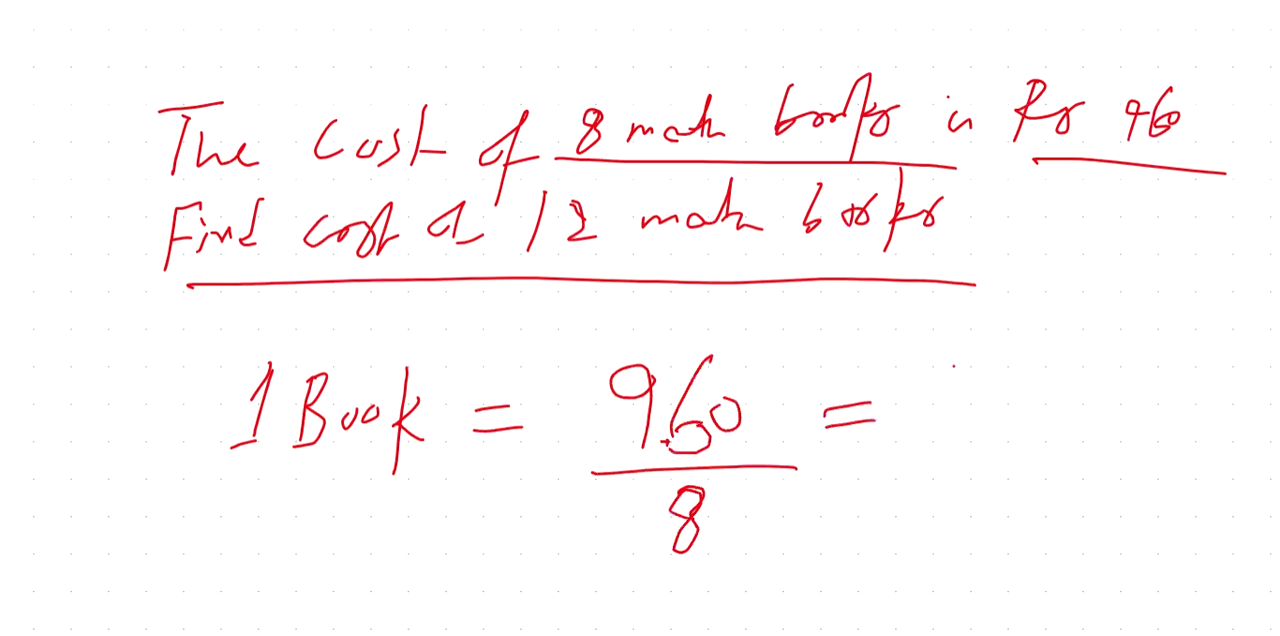 The cost of 8 math books is Rs 960
Find cost of 12 math books
1 Book = 960 =
8